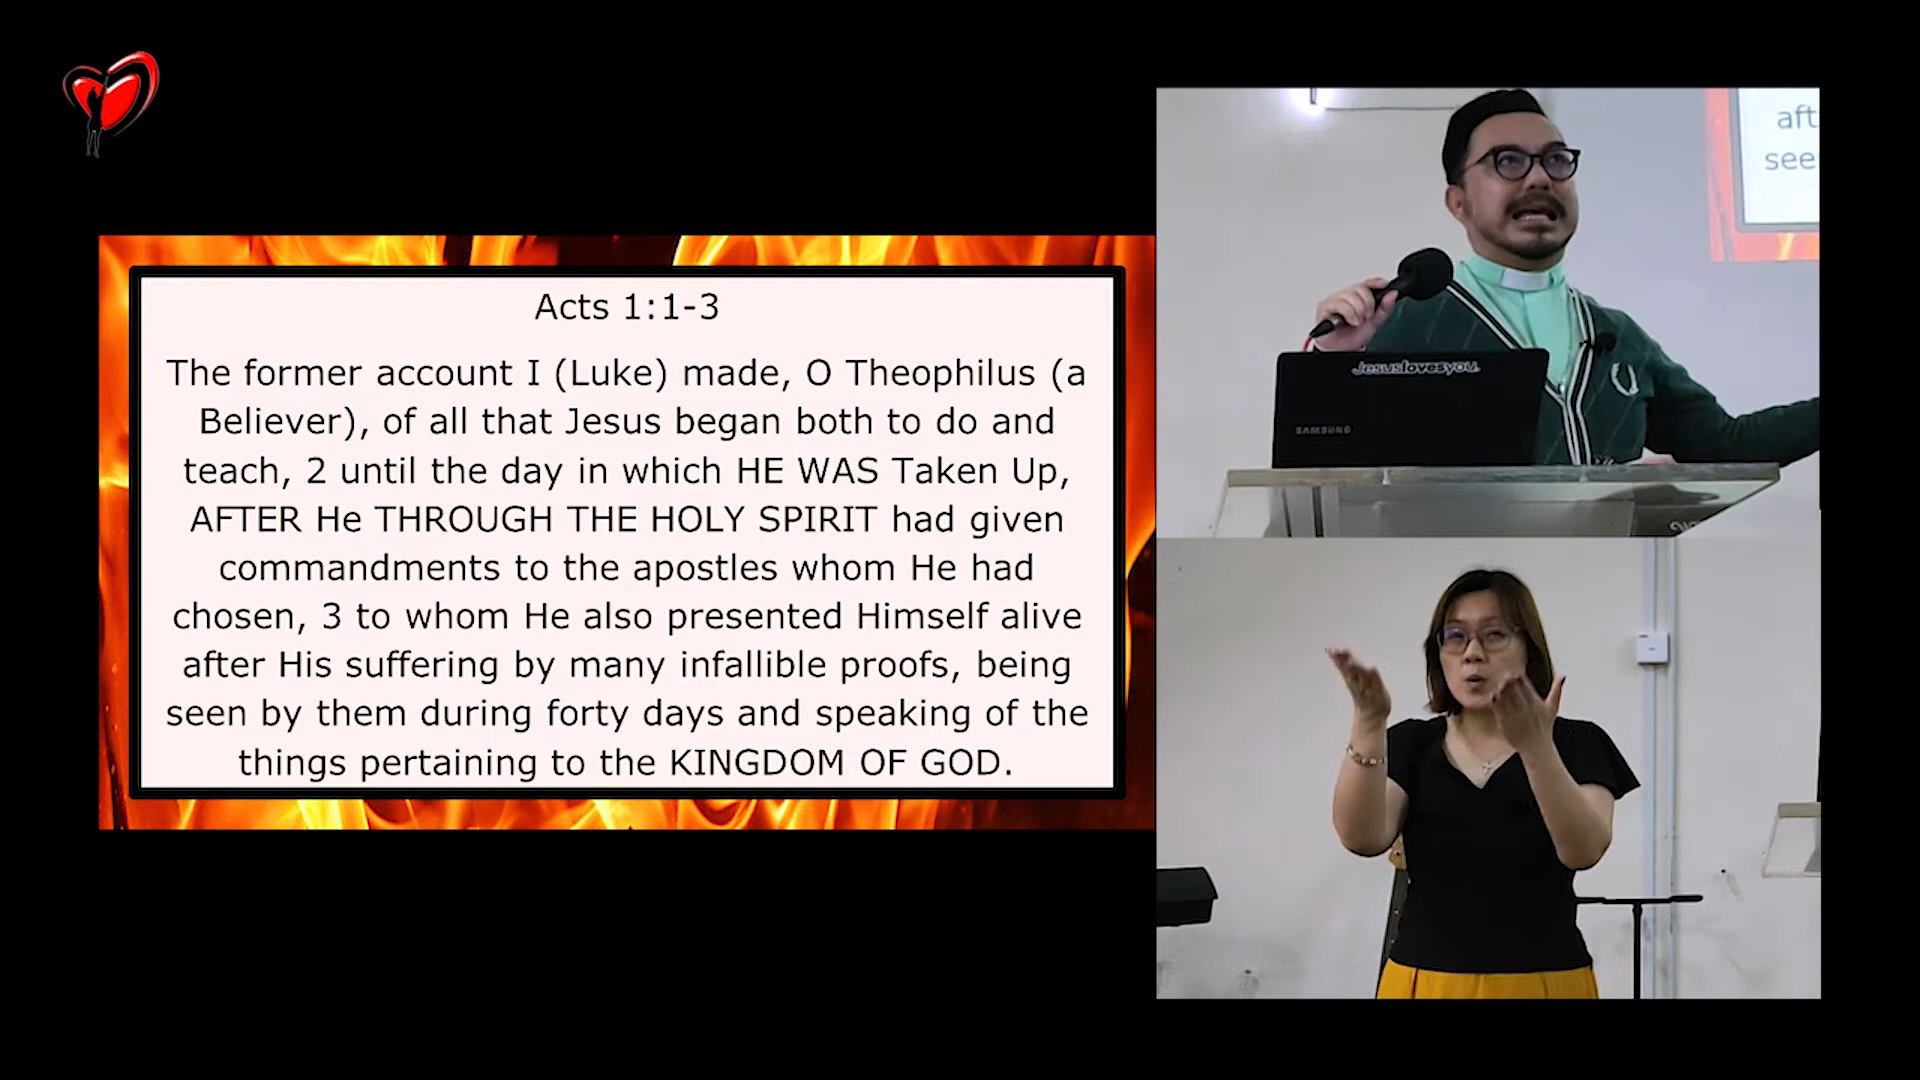 Acts 1:1-3
The former account I (Luke) made, O Theophilus (a
Believer), of all that Jesus began both to do and
teach, 2 until the day in which HE WAS Taken Up,
AFTER He THROUGH THE HOLY SPIRIT had given
commandments to the apostles whom He had
chosen, 3 to whom He also presented Himself alive
after His suffering by many infallible proofs, being
seen by them during forty days and speaking of the
things pertaining to the KINGDOM OF GOD.
aft
see
Jesuslovesyou.
SAMSUNG